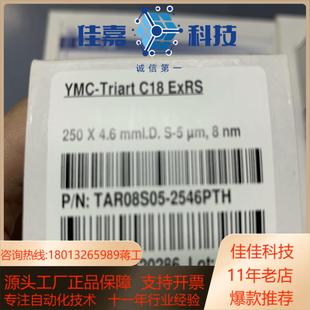 佳嘉 科技
诚信第一
YMC-Triart C18 ExRS
250 X 4.6 mmI.D. S-5 µm, 8 nm
P/N: TAR08S05-2546PTH
咨询热线:18013265989蒋工
佳佳科技
源头工厂正品保障 支持开票
11年老店
专注自动化技术 十一年行业经验
爆款推荐